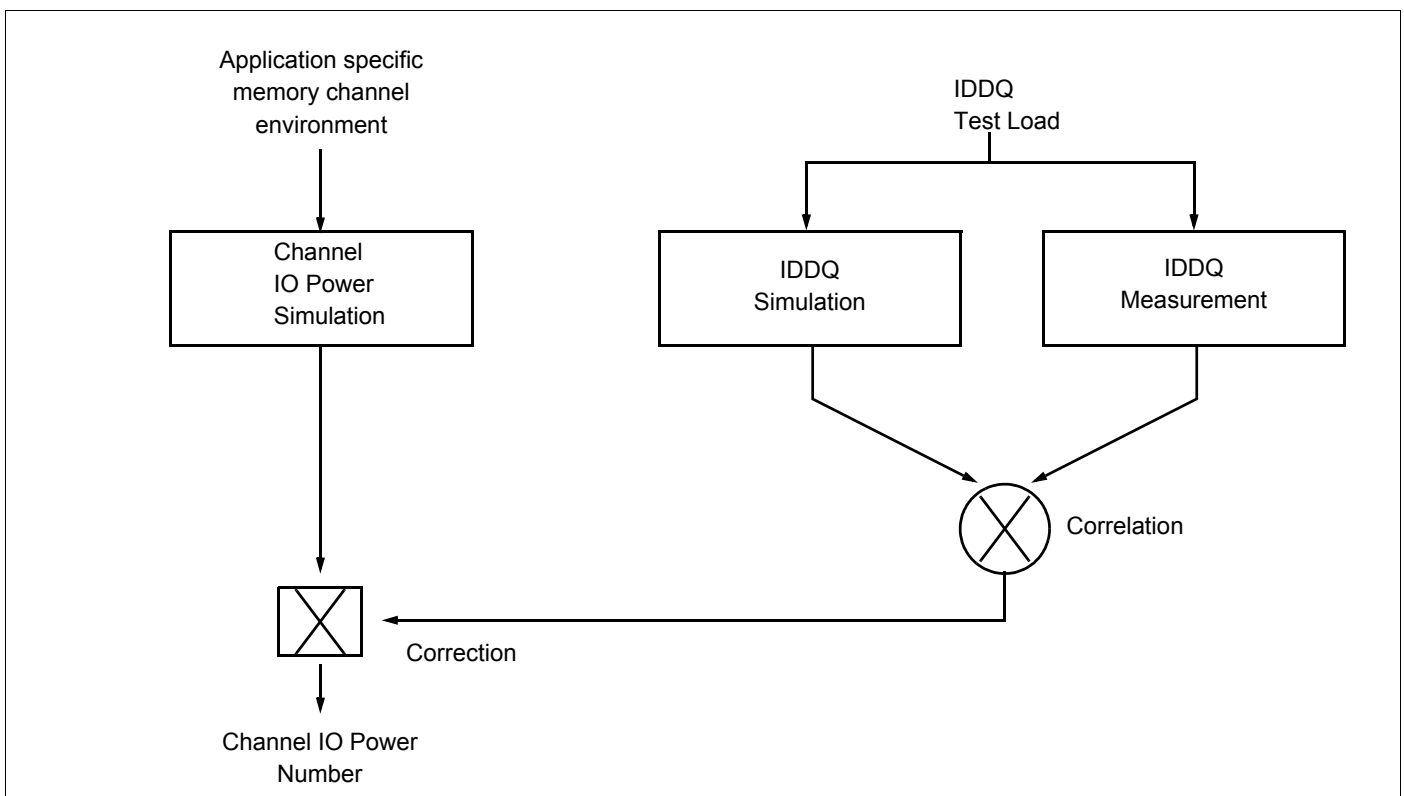 Application specific
memory channel
environment
IDDQ
Test Load
Channel
IO Power
Simulation
IDDQ
Simulation
IDDQ
Measurement
Correlation
Correction
Channel IO Power
Number